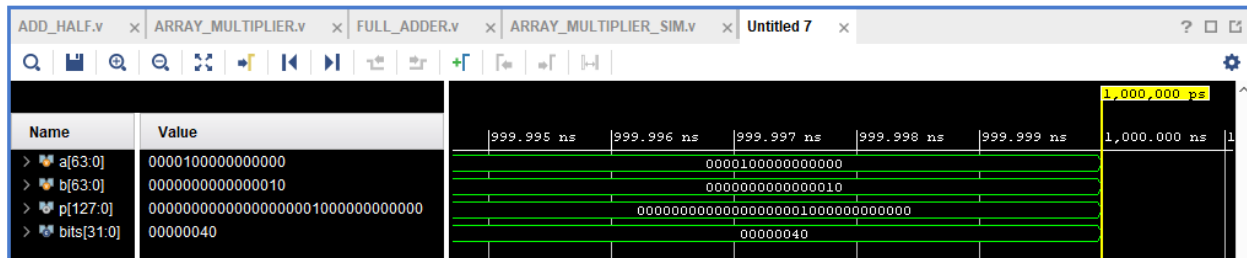 ADD_HALF.v × ARRAY_MULTIPLIER.v × FULL_ADDER.v × ARRAY_MULTIPLIER_SIM.v × Untitled 7 × ?
1,000,000 ps
Name Value 999.995 ns 999.996 ns 999.997 ns 999.998 ns 999.999 ns 1,000.000 ns 1
> a[63:0] 0000100000000000 0000100000000000
> b[63:0] 0000000000000010 0000000000000010
> p[127:0] 00000000000000000001000000000000 00000000000000000001000000000000
> bits[31:0] 00000040 00000040